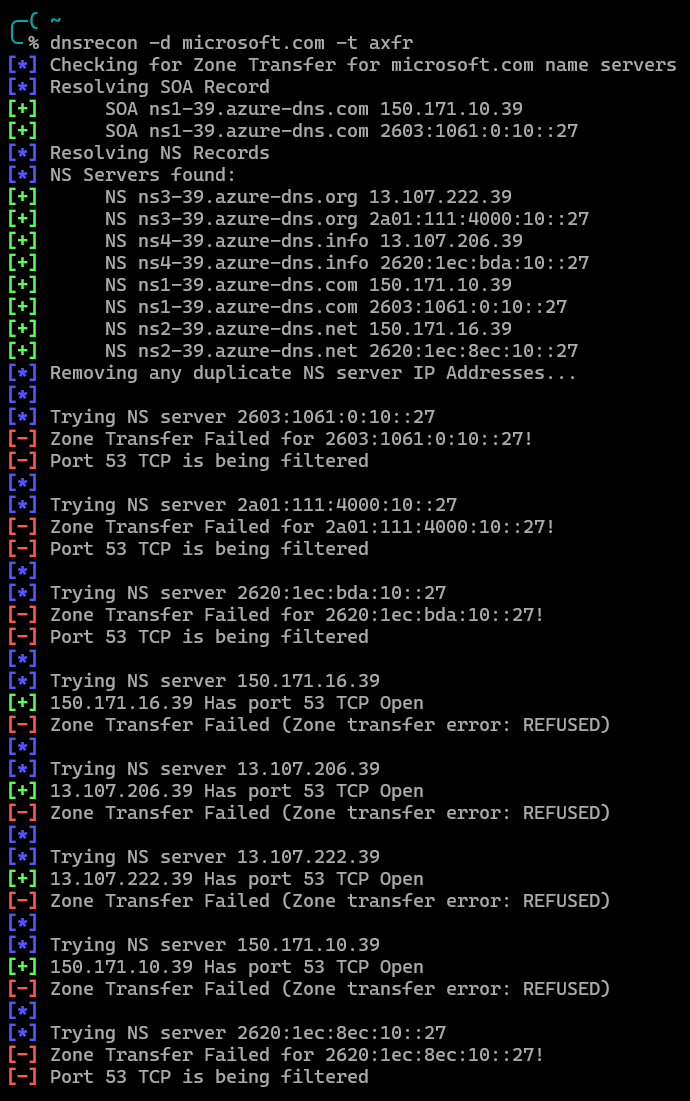 ~
% dnsrecon -d microsoft.com -t axfr
[*] Checking for Zone Transfer for microsoft.com name servers
[*] Resolving SOA Record
[+]      SOA ns1-39.azure-dns.com 150.171.10.39
[+]      SOA ns1-39.azure-dns.com 2603:1061:0:10::27
[*] Resolving NS Records
[*] NS Servers found:
[+]      NS ns3-39.azure-dns.org 13.107.222.39
[+]      NS ns3-39.azure-dns.org 2a01:111:4000:10::27
[+]      NS ns4-39.azure-dns.info 13.107.206.39
[+]      NS ns4-39.azure-dns.info 2620:1ec:bda:10::27
[+]      NS ns1-39.azure-dns.com 150.171.10.39
[+]      NS ns1-39.azure-dns.com 2603:1061:0:10::27
[+]      NS ns2-39.azure-dns.net 150.171.16.39
[+]      NS ns2-39.azure-dns.net 2620:1ec:8ec:10::27
[*] Removing any duplicate NS server IP Addresses...
[*]
[*] Trying NS server 2603:1061:0:10::27
[-] Zone Transfer Failed for 2603:1061:0:10::27!
[-] Port 53 TCP is being filtered
[*]
[*] Trying NS server 2a01:111:4000:10::27
[-] Zone Transfer Failed for 2a01:111:4000:10::27!
[-] Port 53 TCP is being filtered
[*]
[*] Trying NS server 2620:1ec:bda:10::27
[-] Zone Transfer Failed for 2620:1ec:bda:10::27!
[-] Port 53 TCP is being filtered
[*]
[*] Trying NS server 150.171.16.39
[+] 150.171.16.39 Has port 53 TCP Open
[-] Zone Transfer Failed (Zone transfer error: REFUSED)
[*]
[*] Trying NS server 13.107.206.39
[+] 13.107.206.39 Has port 53 TCP Open
[-] Zone Transfer Failed (Zone transfer error: REFUSED)
[*]
[*] Trying NS server 13.107.222.39
[+] 13.107.222.39 Has port 53 TCP Open
[-] Zone Transfer Failed (Zone transfer error: REFUSED)
[*]
[*] Trying NS server 150.171.10.39
[+] 150.171.10.39 Has port 53 TCP Open
[-] Zone Transfer Failed (Zone transfer error: REFUSED)
[*]
[*] Trying NS server 2620:1ec:8ec:10::27
[-] Zone Transfer Failed for 2620:1ec:8ec:10::27!
[-] Port 53 TCP is being filtered